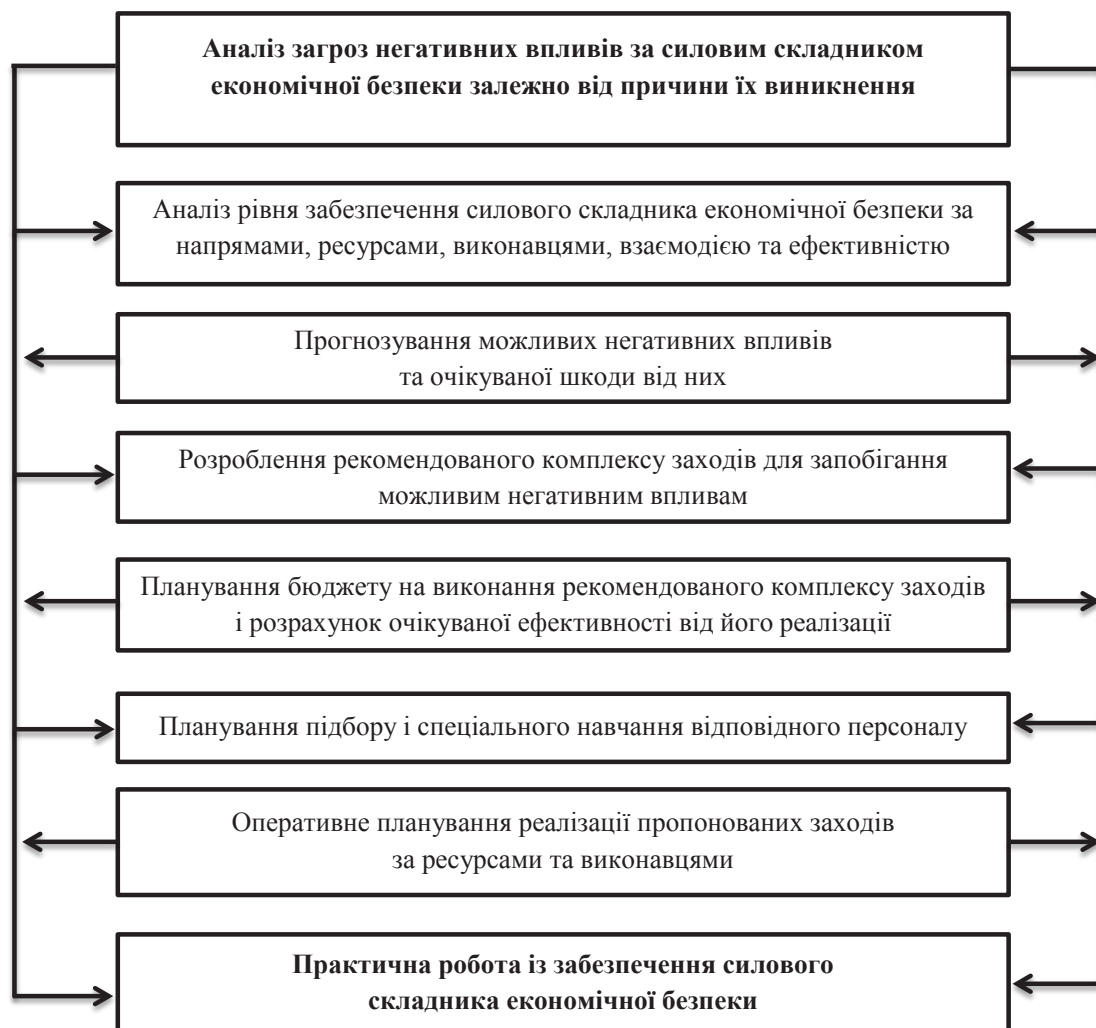 Аналіз загроз негативних впливів за силовим складником
економічної безпеки залежно від причини їх виникнення
Аналіз рівня забезпечення силового складника економічної безпеки за
напрямами, ресурсами, виконавцями, взаємодією та ефективністю
Прогнозування можливих негативних впливів
та очікуваної шкоди від них
Розроблення рекомендованого комплексу заходів для запобігання
можливим негативним впливам
Планування бюджету на виконання рекомендованого комплексу заходів
і розрахунок очікуваної ефективності від його реалізації
Планування підбору і спеціального навчання відповідного персоналу
Оперативне планування реалізації пропонованих заходів
за ресурсами та виконавцями
Практична робота із забезпечення силового
складника економічної безпеки